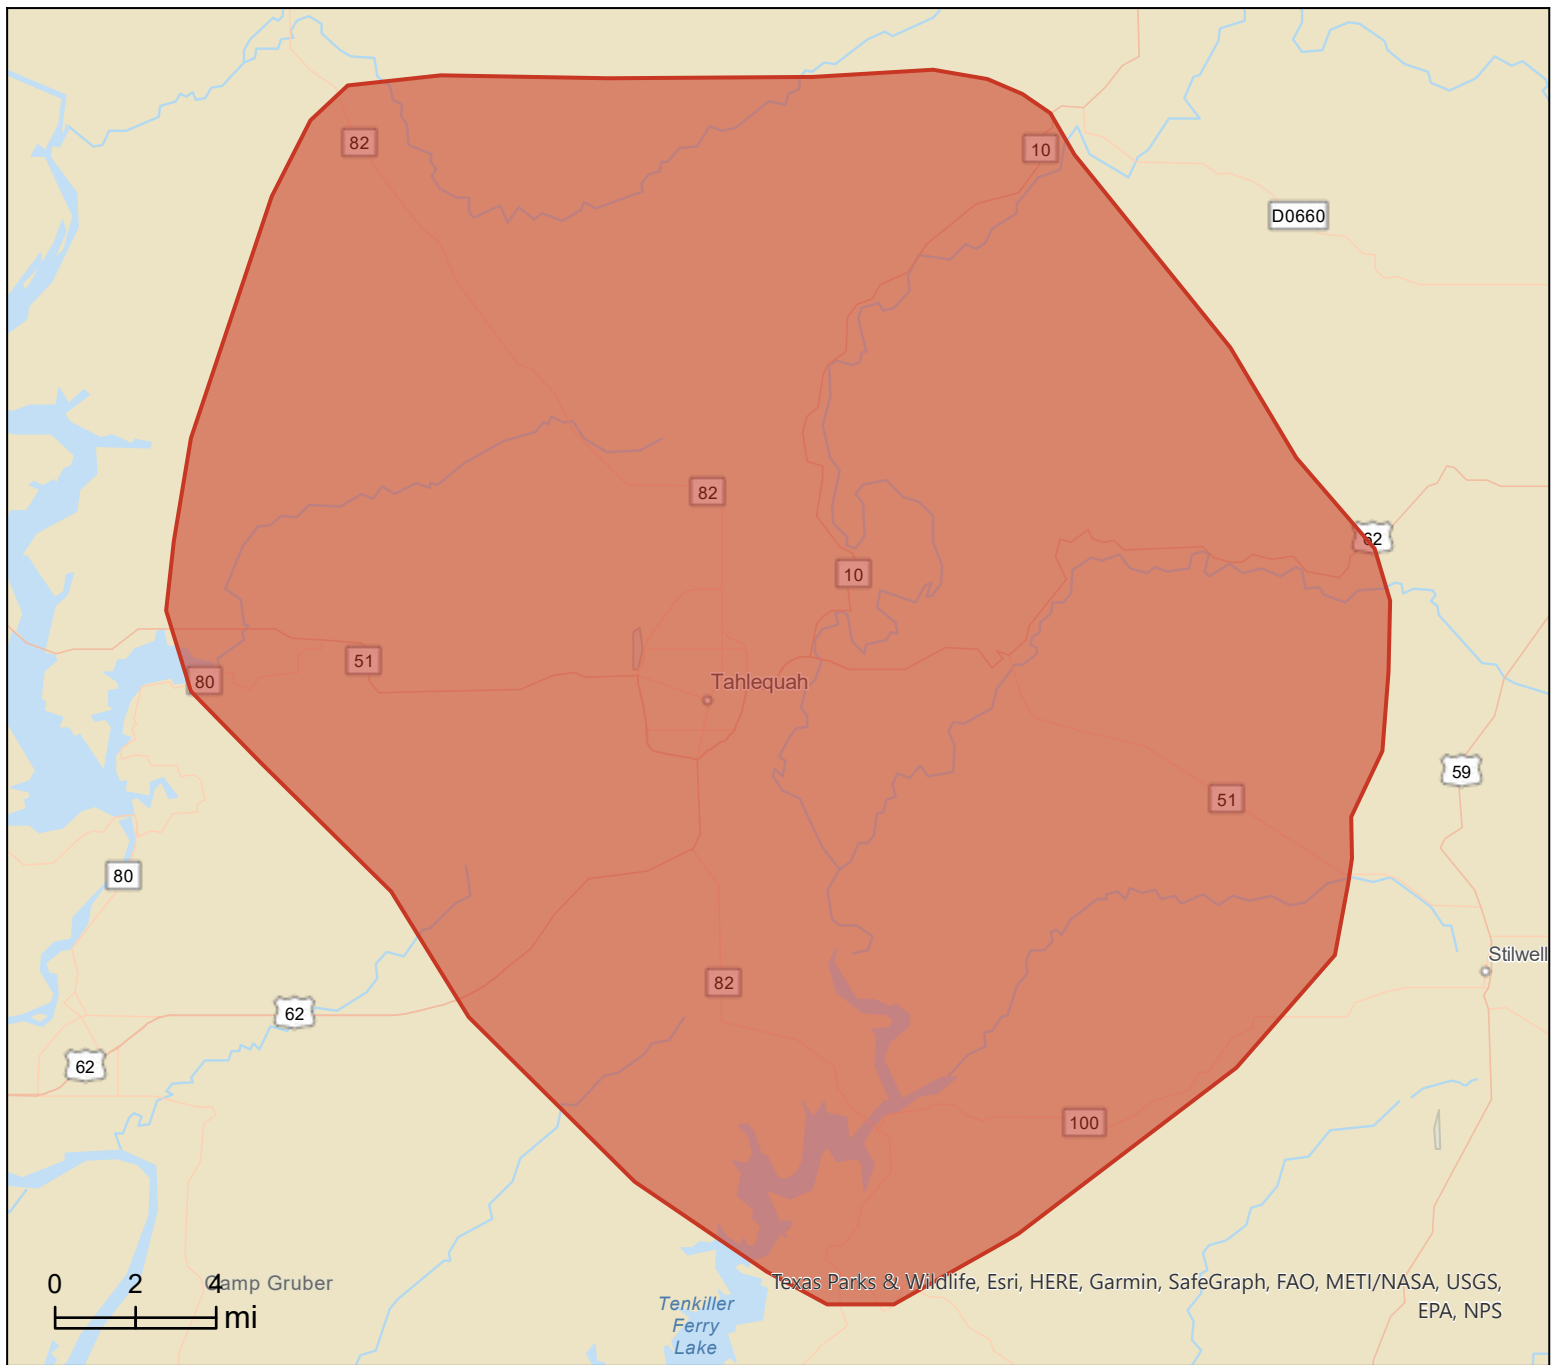 82
10
D0660
82
62
10
51
80
Tahlequah
59
51
80
Stilwell
82
62
62
100
0 2 4
mi
Camp Gruber
Texas Parks & Wildlife, Esri, HERE, Garmin, SafeGraph, FAO, METI/NASA, USGS,
EPA, NPS
Tenkiller
Ferry
Lake